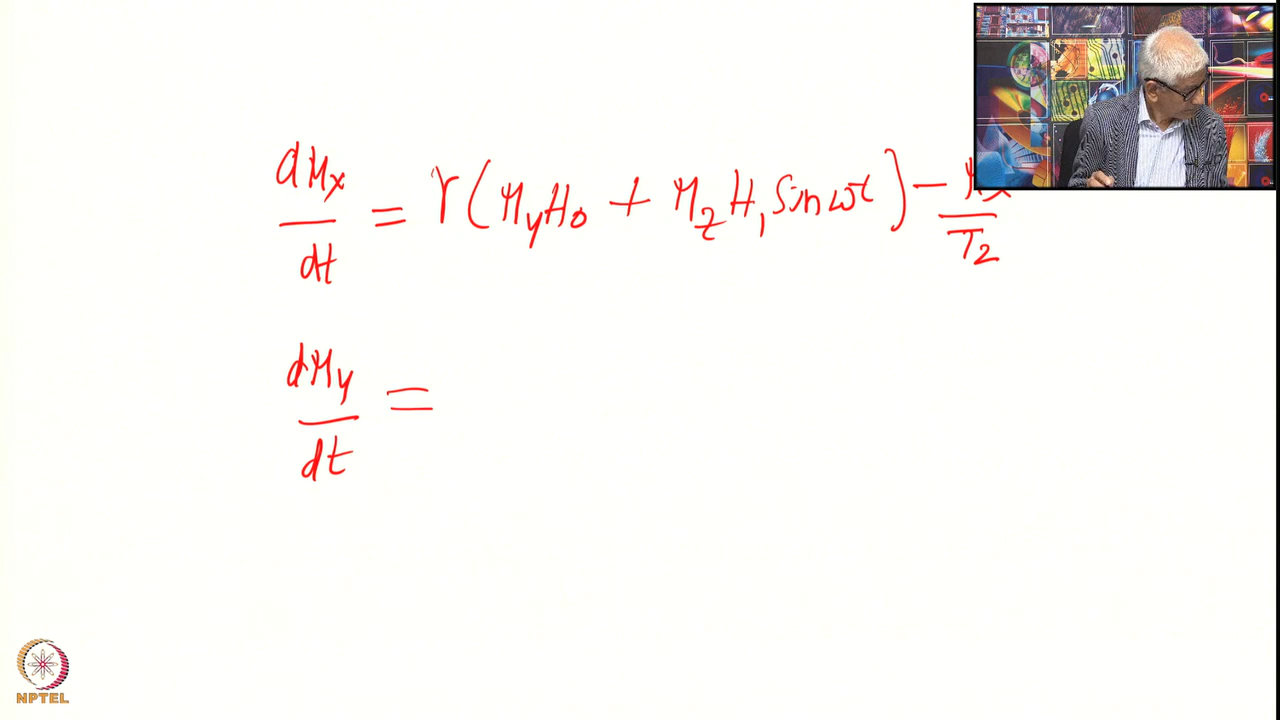 dMx/dt = γ(MyH0 + MzH1 Sin ωt) − Mx/T2
dMy/dt =
NPTEL